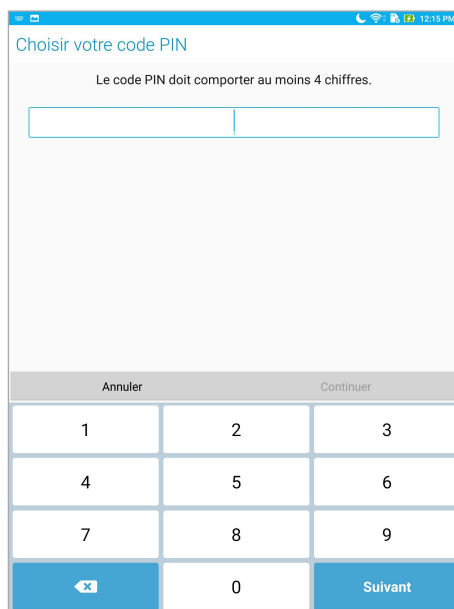 12:15 PM
Choisir votre code PIN
Le code PIN doit comporter au moins 4 chiffres.
Annuler Continuer
1 2 3
4 5 6
7 8 9
0 Suivant